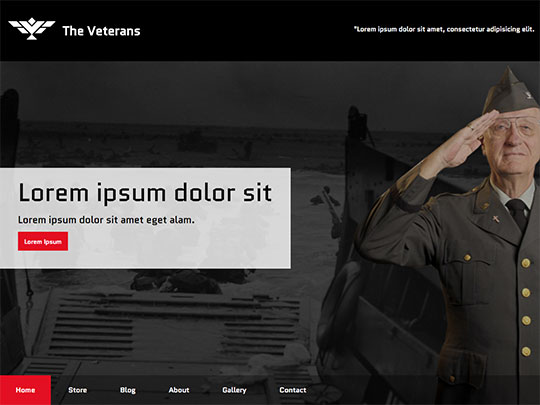 The Veterans
"Lorem ipsum dolor sit amet, consectetur adipisicing elit.
Lorem ipsum dolor sit
Lorem ipsum dolor sit amet eget alam.
Lorem Ipsum
Home Store Blog About Gallery Contact